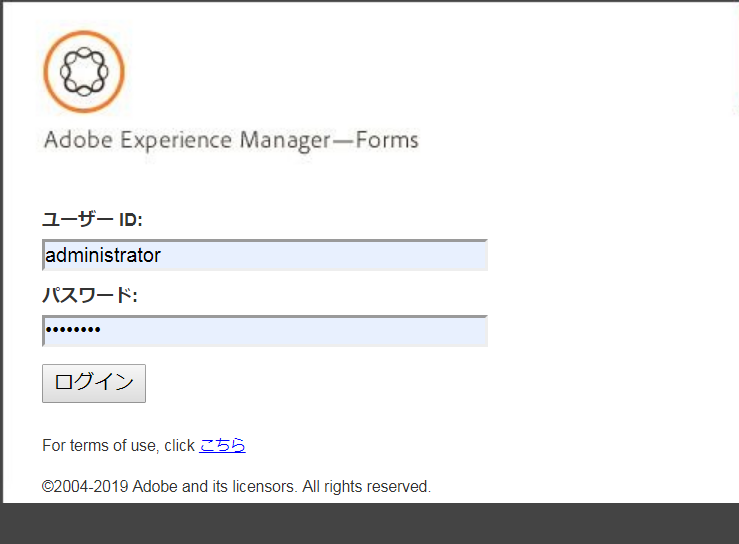 Adobe Experience Manager—Forms
ユーザー ID:
administrator
パスワード:
••••••••
ログイン
For terms of use, click こちら
©2004-2019 Adobe and its licensors. All rights reserved.